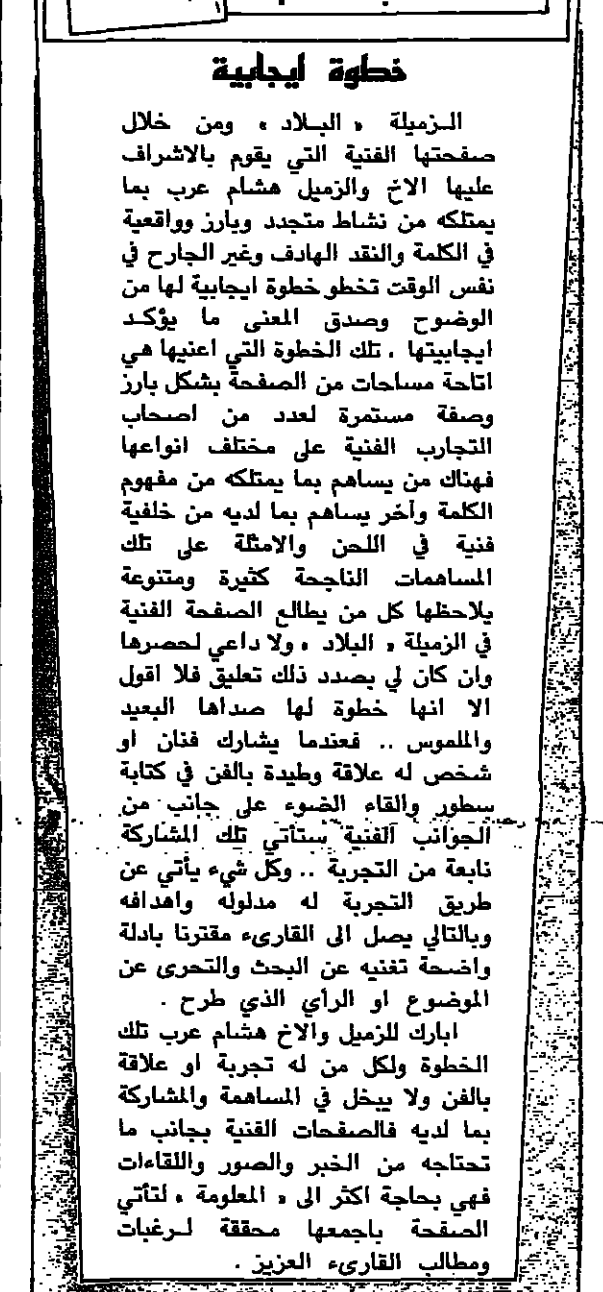 خطوة ايجابية
الـزميلة « البـلاد » ومن خلال
صفحتها الفنية التي يقوم بالاشراف
عليها الاخ والزميل هشام عرب بما
يمتلكه من نشاط متجدد وبارز وواقعية
في الكلمة والنقد الهادف وغير الجارح في
نفس الوقت تخطو خطوة ايجابية لها من
الوضوح وصدق المعنى ما يؤكـد
ايجابيتها ، تلك الخطوة التي اعنيها هي
اتاحة مساحات من الصفحة بشكل بارز
وصفة مستمرة لعدد من اصحاب
التجارب الفنية على مختلف انواعها
فهناك من يساهم بما يمتلكه من مفهوم
الكلمة وآخر يساهم بما لديه من خلفية
فنية في اللحن والامثلة على تلك
المساهمات الناجحة كثيرة ومتنوعة
يلاحظها كل من يطالع الصفحة الفنية
في الزميلة « البلاد » ولا داعي لحصرها
وان كان لي بصدد ذلك تعليق فلا اقول
الا انها خطوة لها صداها البعيد
والملموس .. فعندما يشارك فنان او
شخص له علاقة وطيدة بالفن في كتابة
سطور والقاء الضوء على جانب من
الجوانب الفنية ستأتي تلك المشاركة
نابعة من التجربة .. وكل شيء يأتي عن
طريق التجربة له مدلوله واهدافه
وبالتالي يصل الى القارىء مقترنا بادلة
واضحة تغنيه عن البحث والتحرى عن
الموضوع او الرأي الذي طرح .
ابارك للزميل والاخ هشام عرب تلك
الخطوة ولكل من له تجربة او علاقة
بالفن ولا يبخل في المساهمة والمشاركة
بما لديه فالصفحات الفنية بجانب ما
تحتاجه من الخبر والصور واللقاءات
فهي بحاجة اكثر الى « المعلومة » لتأتي
الصفحة باجمعها محققة لـرغبات
ومطالب القارىء العزيز .